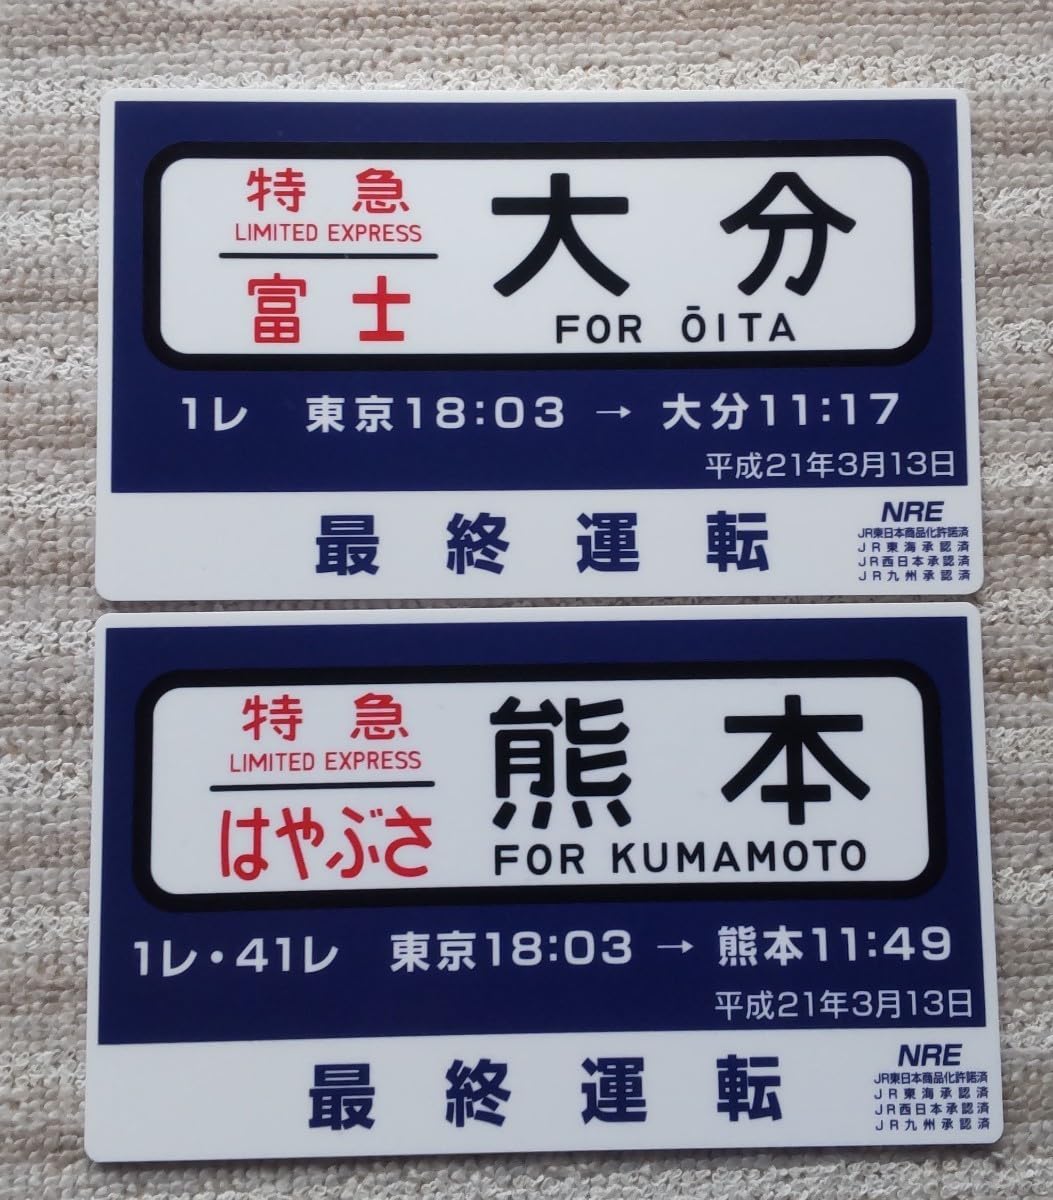 特急
LIMITED EXPRESS
富士
大分
FOR ŌITA
1レ 東京18:03 → 大分11:17
平成21年3月13日
最終運転
NRE
JR東日本商品化許諾済
JR東海承認済
JR西日本承認済
JR九州承認済
特急
LIMITED EXPRESS
はやぶさ
熊本
FOR KUMAMOTO
1レ・41レ 東京18:03 → 熊本11:49
平成21年3月13日
最終運転
NRE
JR東日本商品化許諾済
JR東海承認済
JR西日本承認済
JR九州承認済